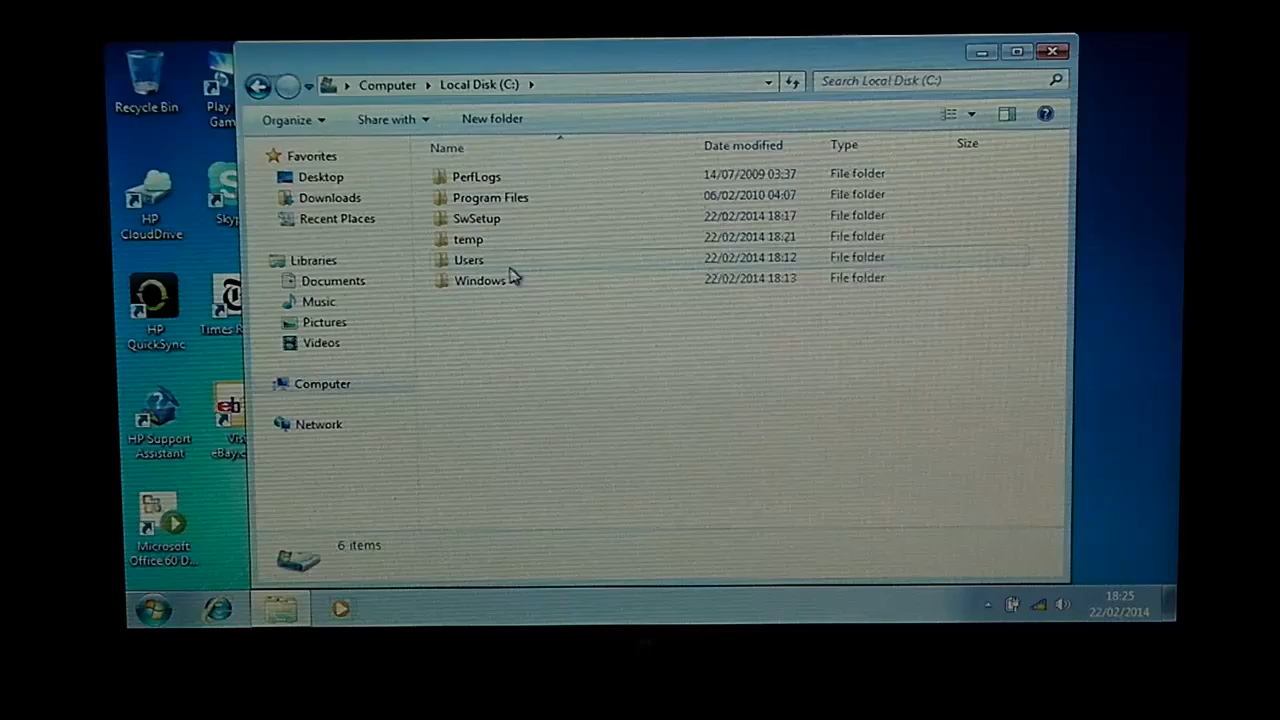 Computer Local Disk (C:)
Search Local Disk (C:)
Organize Share with New folder
Name Date modified Type Size
PerfLogs 14/07/2009 03:37 File folder
Program Files 06/02/2010 04:07 File folder
SwSetup 22/02/2014 18:17 File folder
temp 22/02/2014 18:21 File folder
Users 22/02/2014 18:12 File folder
Windows 22/02/2014 18:13 File folder
Favorites
Desktop
Downloads
Recent Places
Libraries
Documents
Music
Pictures
Videos
Computer
Network
6 items
Recycle Bin
Play
Gam
HP
CloudDrive
Sky
HP
QuickSync
Times R
HP Support
Assistant
Vis
eBay.c
Microsoft
Office 60 D...
18:25
22/02/2014